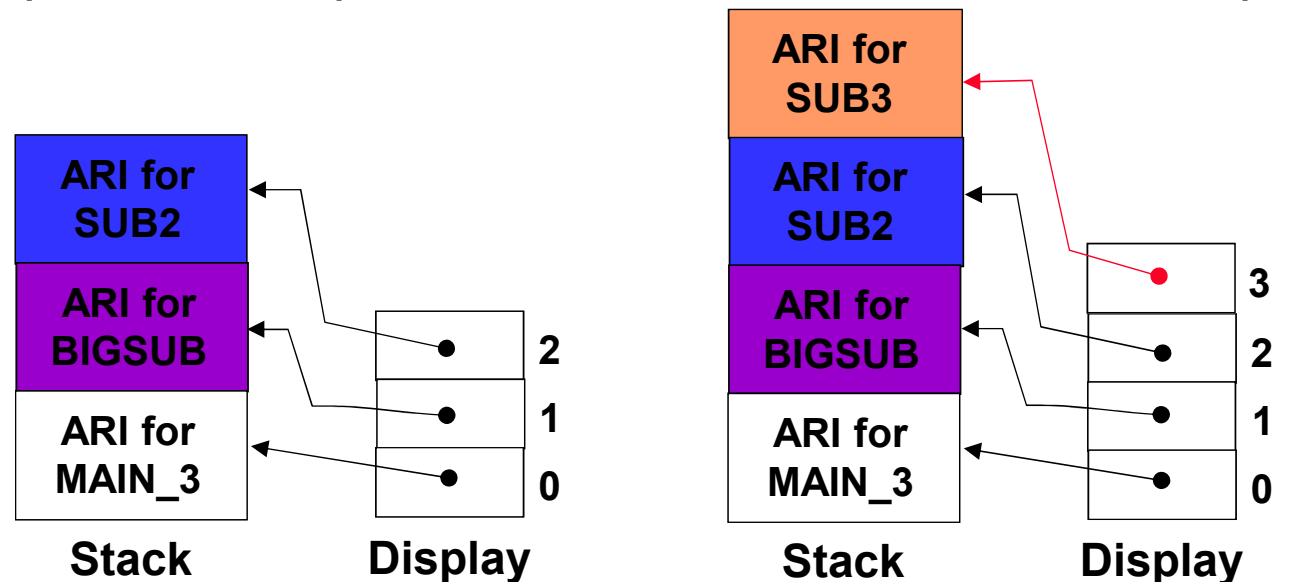 ARI for
SUB2
ARI for
BIGSUB
ARI for
MAIN_3
2
1
0
Stack
Display
ARI for
SUB3
ARI for
SUB2
ARI for
BIGSUB
ARI for
MAIN_3
3
2
1
0
Stack
Display